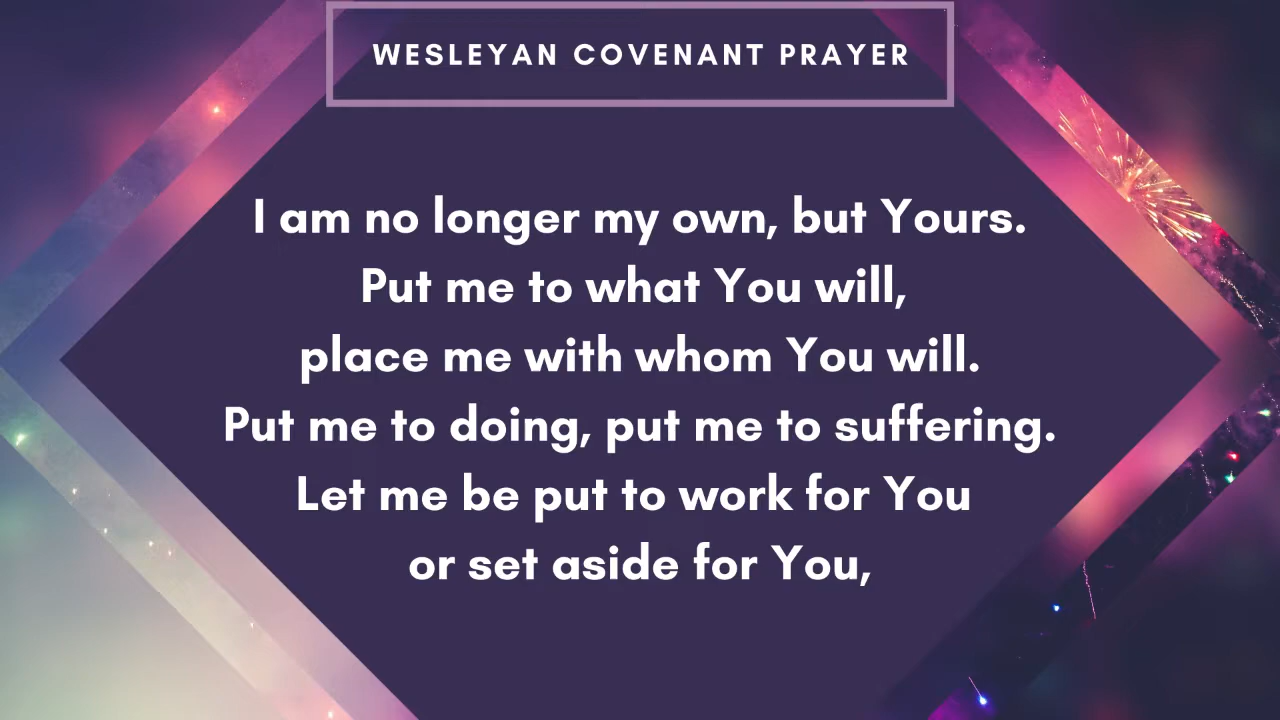 WESLEYAN COVENANT PRAYER
I am no longer my own, but Yours.
Put me to what You will,
place me with whom You will.
Put me to doing, put me to suffering.
Let me be put to work for You
or set aside for You,